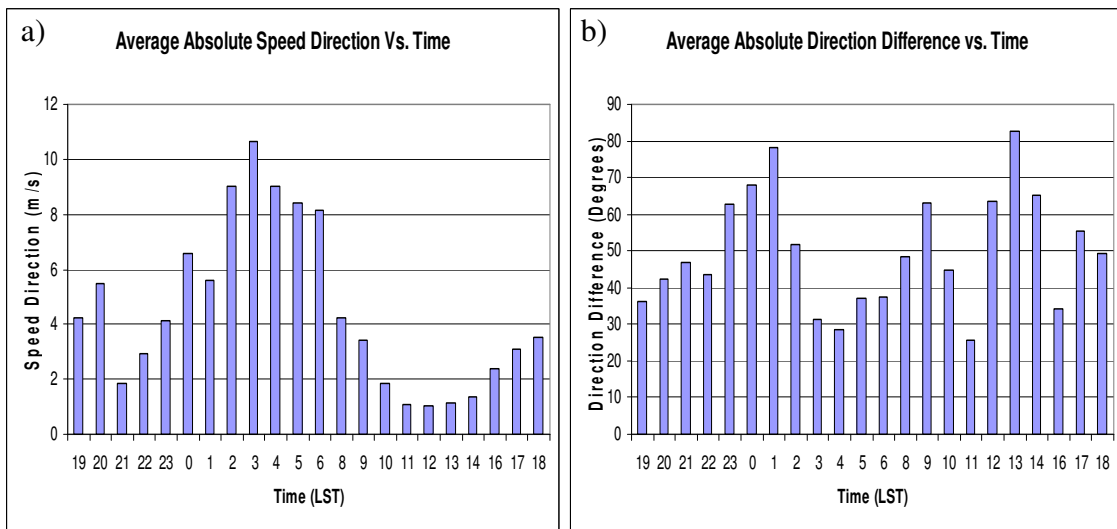 a)
Average Absolute Speed Direction Vs. Time
Speed Direction (m/s)
12
10
8
6
4
2
0
19 20 21 22 23 0 1 2 3 4 5 6 8 9 10 11 12 13 14 16 17 18
Time (LST)
b)
Average Absolute Direction Difference vs. Time
Direction Difference (Degrees)
90
80
70
60
50
40
30
20
10
0
19 20 21 22 23 0 1 2 3 4 5 6 8 9 10 11 12 13 14 16 17 18
Time (LST)